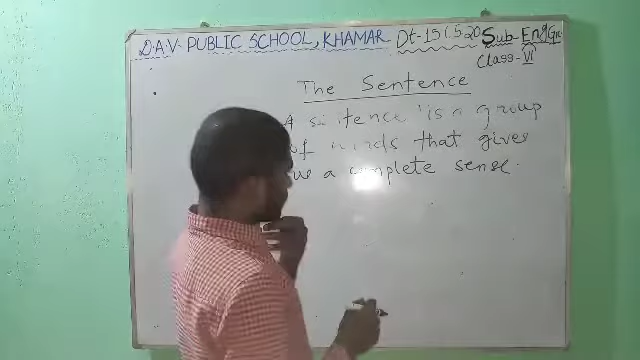 D.A.V. PUBLIC SCHOOL, KHAMAR Dt-15.5.20 Sub-Eng Gr.
Class-VI
The Sentence
A sentence is a group
of words that gives
us a complete sense.